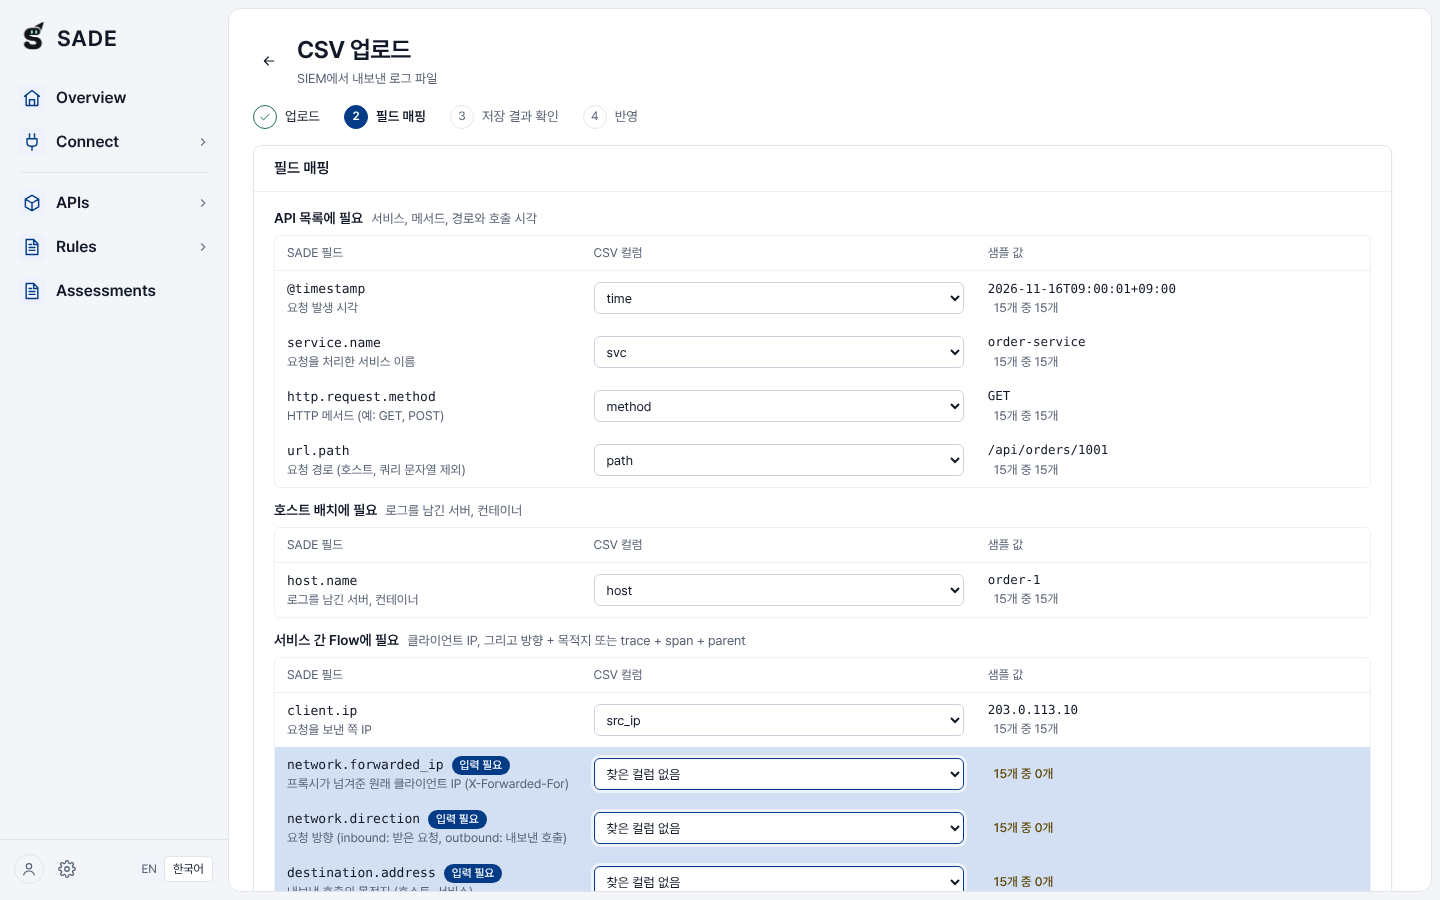 SADE
Overview
Connect
APIs
Rules
Assessments
EN 한국어
CSV 업로드
SIEM에서 내보낸 로그 파일
업로드 2 필드 매핑 3 저장 결과 확인 4 반영
필드 매핑
API 목록에 필요 서비스, 메서드, 경로와 호출 시각
SADE 필드 CSV 컬럼 샘플 값
@timestamp time 2026-11-16T09:00:01+09:00
요청 발생 시각 15개 중 15개
service.name svc order-service
요청을 처리한 서비스 이름 15개 중 15개
http.request.method method GET
HTTP 메서드 (예: GET, POST) 15개 중 15개
url.path path /api/orders/1001
요청 경로 (호스트, 쿼리 문자열 제외) 15개 중 15개
호스트 배치에 필요 로그를 남긴 서버, 컨테이너
SADE 필드 CSV 컬럼 샘플 값
host.name host order-1
로그를 남긴 서버, 컨테이너 15개 중 15개
서비스 간 Flow에 필요 클라이언트 IP, 그리고 방향 + 목적지 또는 trace + span + parent
SADE 필드 CSV 컬럼 샘플 값
client.ip src_ip 203.0.113.10
요청을 보낸 쪽 IP 15개 중 15개
network.forwarded_ip 입력 필요 찾은 컬럼 없음 15개 중 0개
프록시가 넘겨준 원래 클라이언트 IP (X-Forwarded-For)
network.direction 입력 필요 찾은 컬럼 없음 15개 중 0개
요청 방향 (inbound: 받은 요청, outbound: 내보낸 호출)
destination.address 입력 필요 찾은 컬럼 없음 15개 중 0개